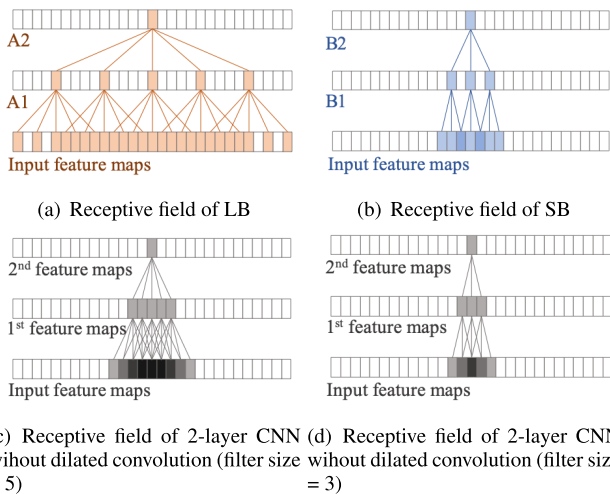 A2
A1
Input feature maps
(a) Receptive field of LB
B2
B1
Input feature maps
(b) Receptive field of SB
2nd feature maps
1st feature maps
Input feature maps
c) Receptive field of 2-layer CNN
wihout dilated convolution (filter size
5)
2nd feature maps
1st feature maps
Input feature maps
(d) Receptive field of 2-layer CNN
wihout dilated convolution (filter size
= 3)